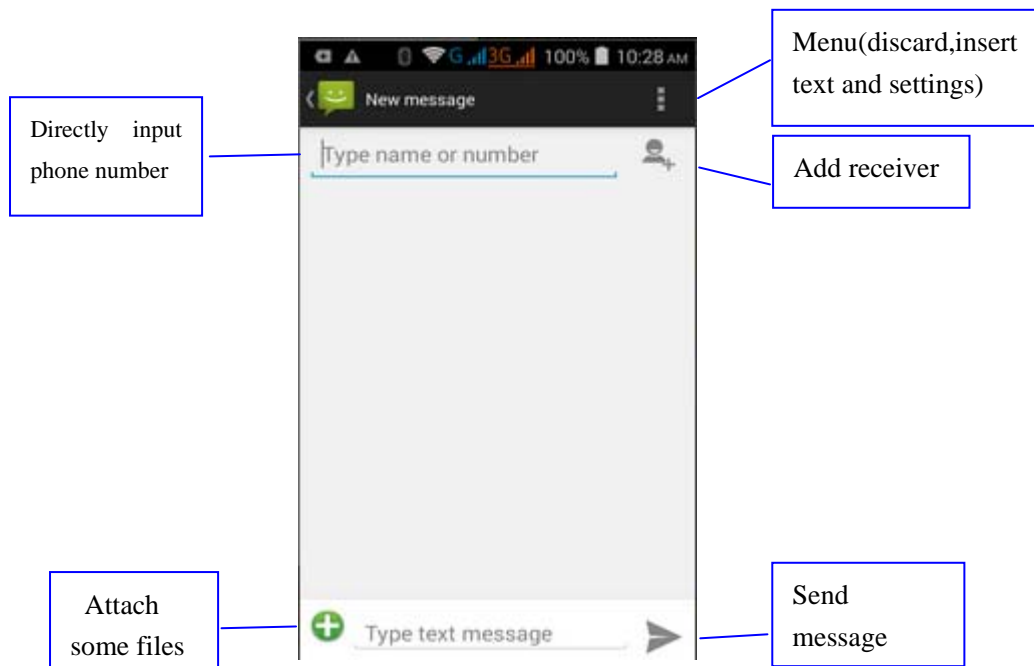 G 3G 100% 10:28 AM
New message
Menu(discard,insert
text and settings)
Directly input
phone number
Type name or number
Add receiver
Attach
some files
Type text message
Send
message